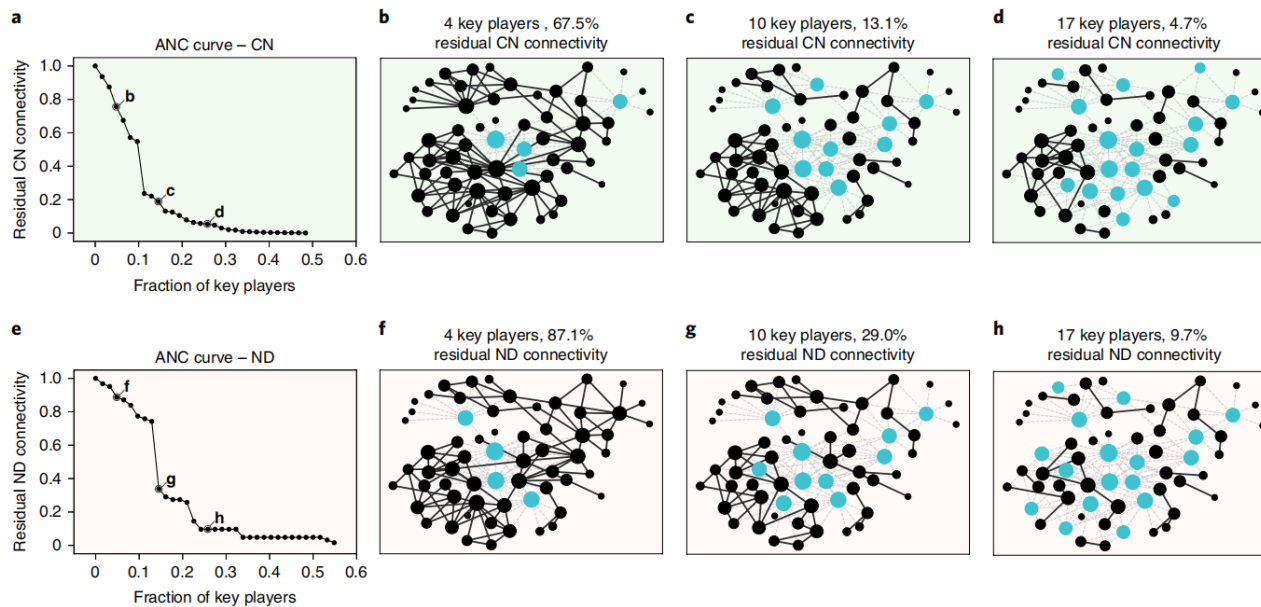 a
ANC curve – CN
Residual CN connectivity
1.0
0.8
0.6
0.4
0.2
0
b
c
d
0 0.1 0.2 0.3 0.4 0.5 0.6
Fraction of key players
b
4 key players , 67.5%
residual CN connectivity
c
10 key players, 13.1%
residual CN connectivity
d
17 key players, 4.7%
residual CN connectivity
e
ANC curve – ND
Residual ND connectivity
1.0
0.8
0.6
0.4
0.2
0
f
g
h
0 0.1 0.2 0.3 0.4 0.5 0.6
Fraction of key players
f
4 key players, 87.1%
residual ND connectivity
g
10 key players, 29.0%
residual ND connectivity
h
17 key players, 9.7%
residual ND connectivity